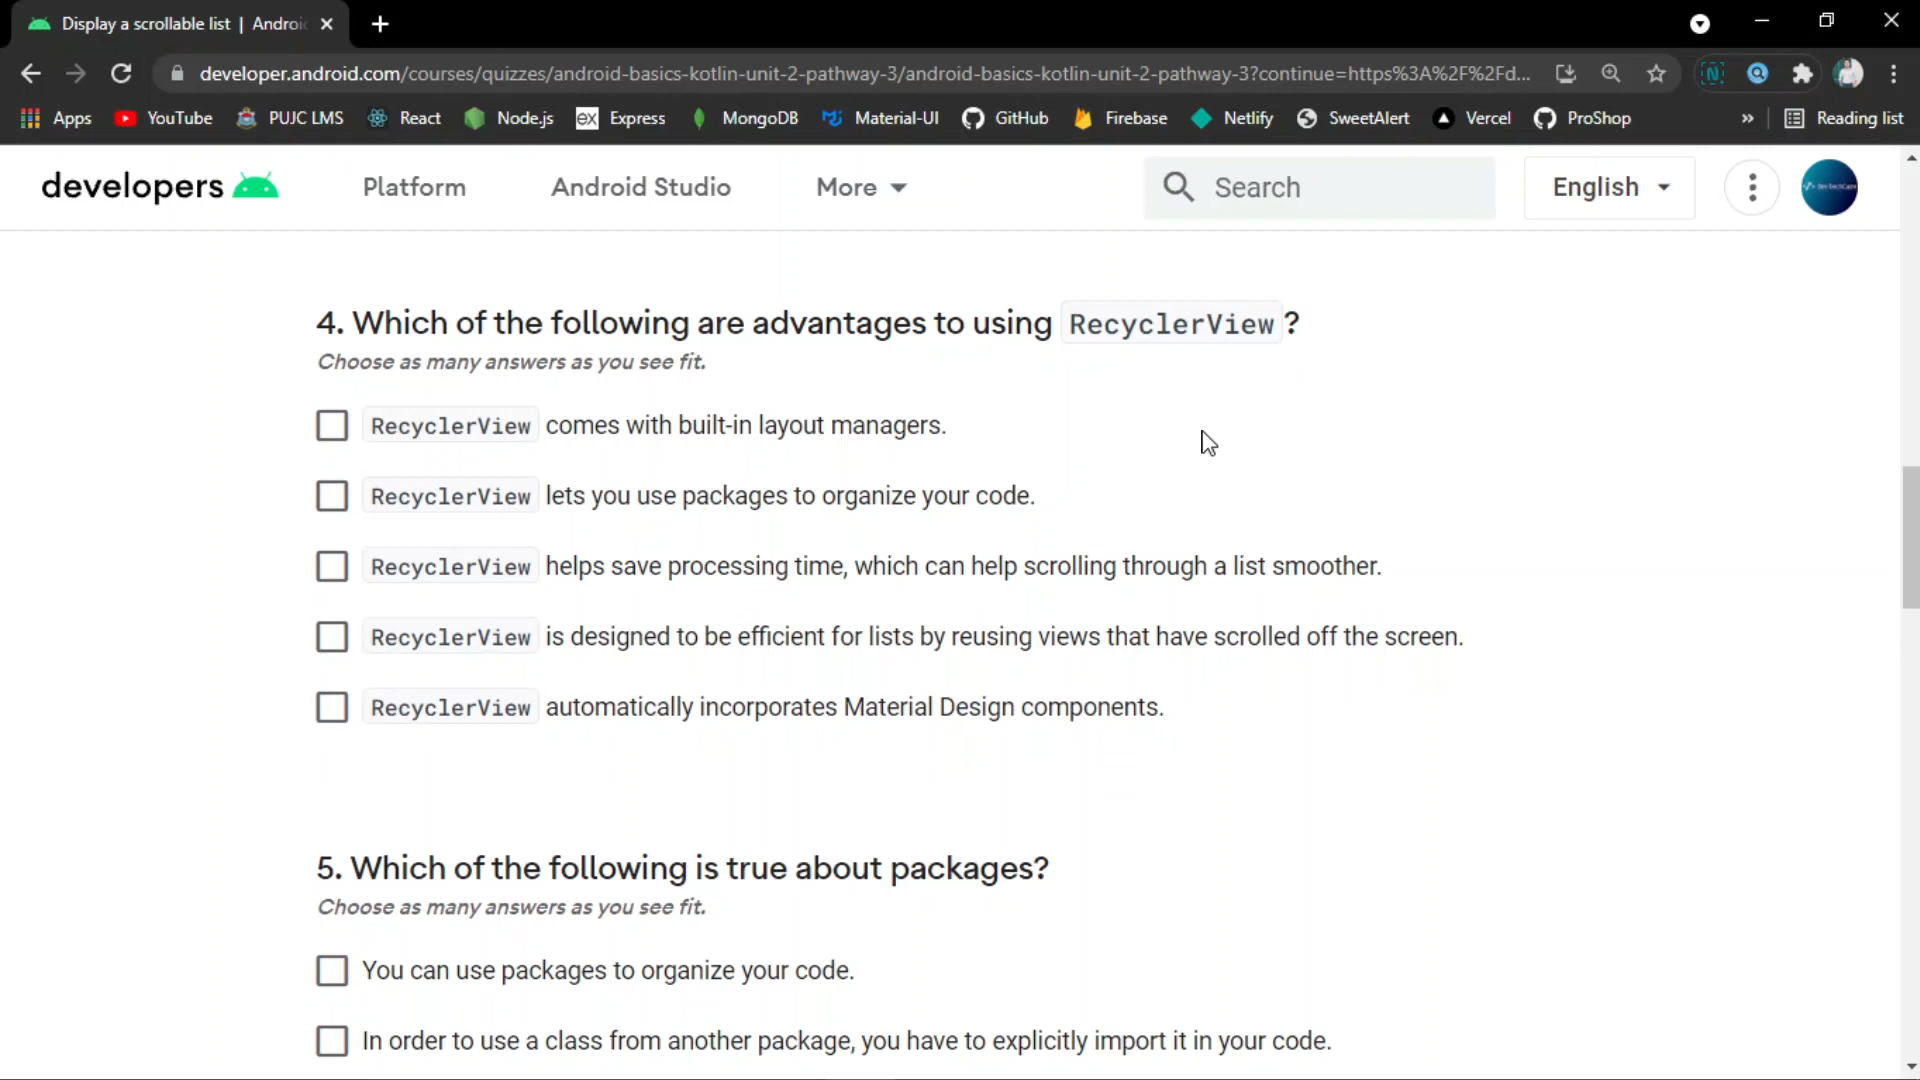 Display a scrollable list | Androi
developer.android.com/courses/quizzes/android-basics-kotlin-unit-2-pathway-3/android-basics-kotlin-unit-2-pathway-3?continue=https%3A%2F%2Fd...
Apps YouTube PUJC LMS React Node.js Express MongoDB Material-UI GitHub Firebase Netlify SweetAlert Vercel ProShop » Reading list
developers Platform Android Studio More Search English
4. Which of the following are advantages to using RecyclerView?
Choose as many answers as you see fit.
RecyclerView comes with built-in layout managers.
RecyclerView lets you use packages to organize your code.
RecyclerView helps save processing time, which can help scrolling through a list smoother.
RecyclerView is designed to be efficient for lists by reusing views that have scrolled off the screen.
RecyclerView automatically incorporates Material Design components.
5. Which of the following is true about packages?
Choose as many answers as you see fit.
You can use packages to organize your code.
In order to use a class from another package, you have to explicitly import it in your code.